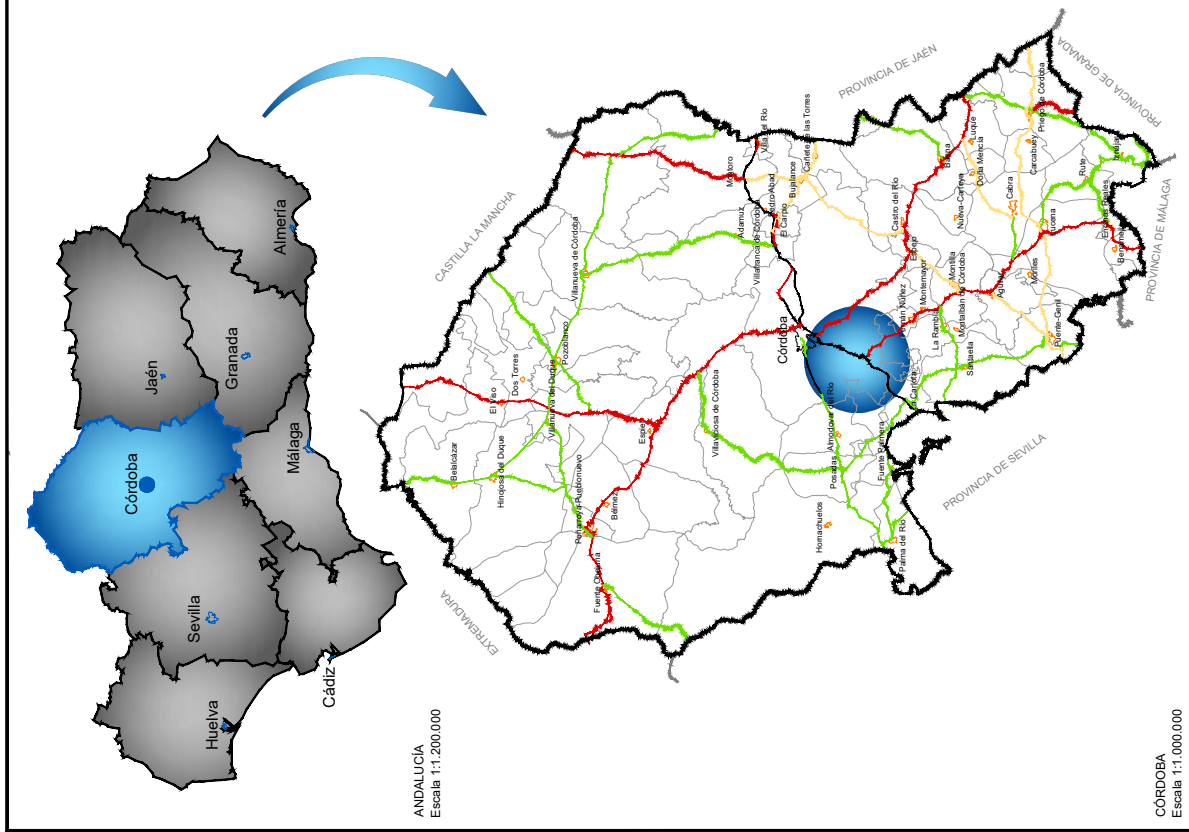 Huelva
Sevilla
Córdoba
Cádiz
Málaga
Jaén
Granada
Almería
ANDALUCÍA
Escala 1:1.200.000
EXTREMADURA
CASTILLA LA MANCHA
PROVINCIA DE JAÉN
PROVINCIA DE GRANADA
PROVINCIA DE MÁLAGA
PROVINCIA DE SEVILLA
Belalcázar
Hinojosa del Duque
El Viso
Dos Torres
Villanueva del Duque
Pozoblanco
Villanueva de Córdoba
Peñarroya-Pueblonuevo
Bélmez
Espiel
Fuente Obejuna
Villaviciosa de Córdoba
Hornachuelos
Posadas
Almodovar del Río
Palma del Río
Fuente Palmera
La Carlota
Córdoba
Adamuz
Villafranca de Córdoba
El Carpio
Pedro Abad
Montoro
Villa del Río
Bujalance
Cañete de las Torres
Castro del Río
Espejo
Fernán Núñez
Montemayor
La Rambla
Montalbán de Córdoba
Montilla
Santaella
Aguilar
Moriles
Puente-Genil
Nueva-Carteya
Cabra
Lucena
Baena
Doña Mencía
Luque
Carcabuey
Priego de Córdoba
Rute
Iznájar
Encinas Reales
CÓRDOBA
Escala 1:1.000.000